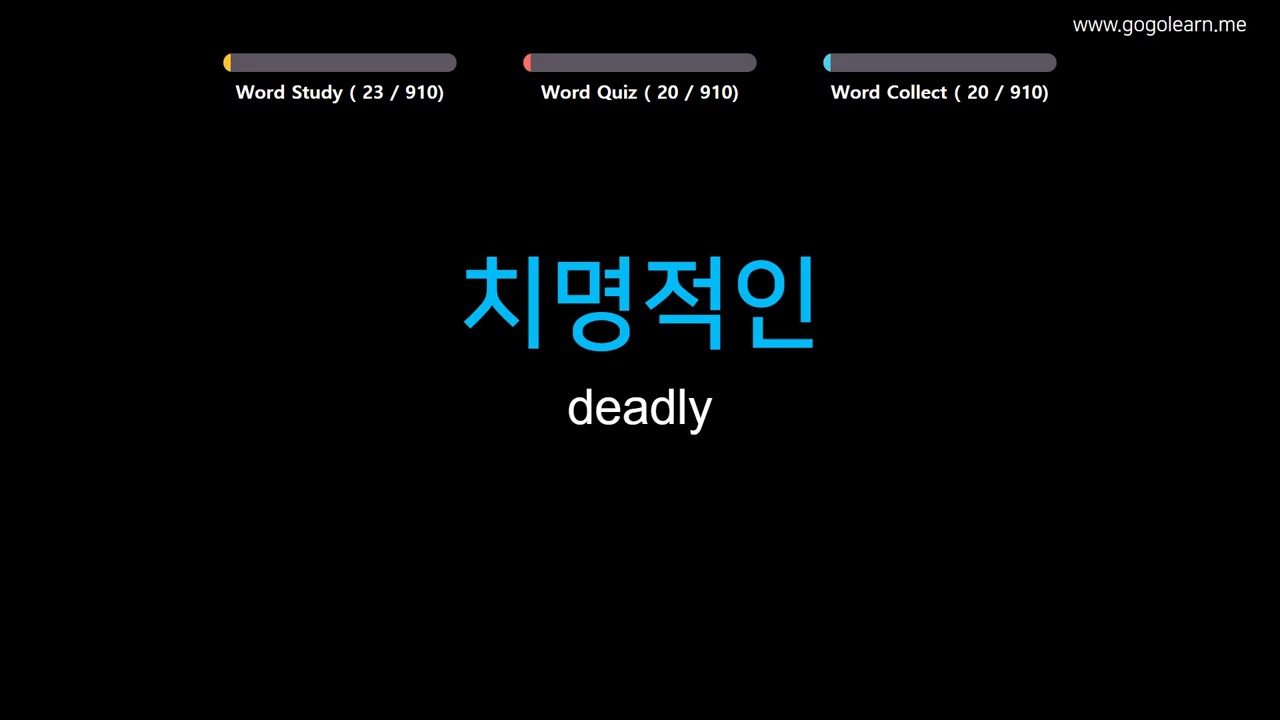 www.gogolearn.me
Word Study ( 23 / 910)
Word Quiz ( 20 / 910)
Word Collect ( 20 / 910)
치명적인
deadly